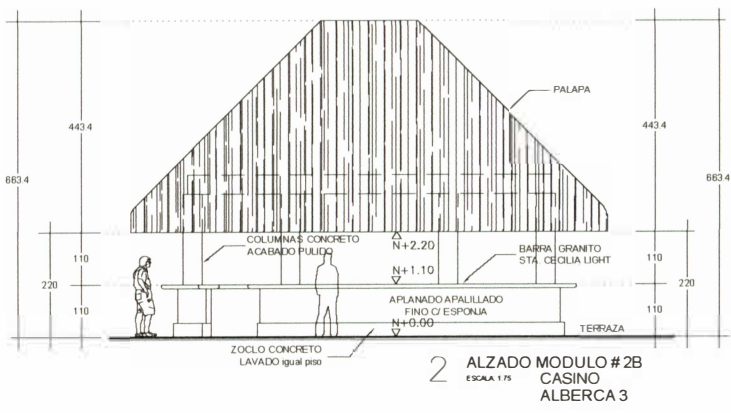 PALAPA
443.4
443.4
663.4
663.4
COLUMNAS CONCRETO
ACABADO PULIDO
N+2.20
BARRA GRANITO
STA. CECILIA LIGHT
N+1.10
110
110
220
220
APLANADO APALILLADO
FINO C/ ESPONJA
110
110
N+0.00
TERRAZA
ZOCLO CONCRETO
LAVADO igual piso
2 ALZADO MODULO # 2B
ESCALA 1:75 CASINO
ALBERCA 3